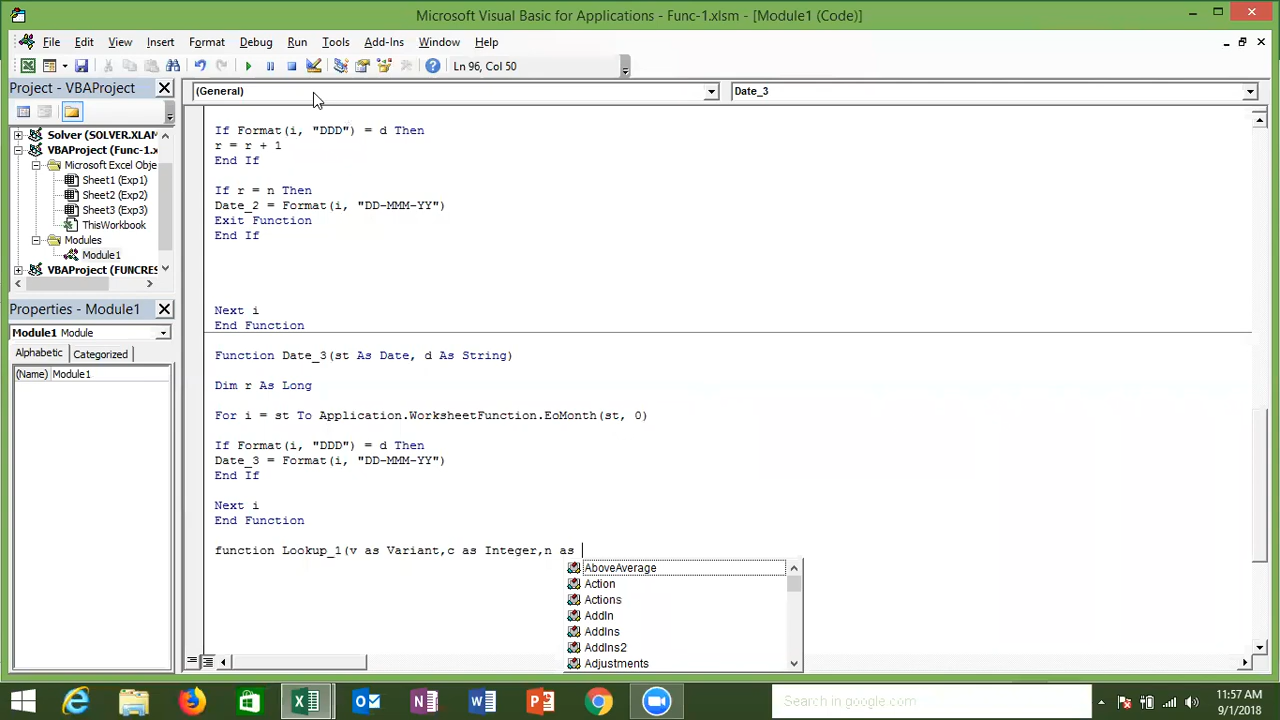 Microsoft Visual Basic for Applications - Func-1.xlsm - [Module1 (Code)]
File Edit View Insert Format Debug Run Tools Add-Ins Window Help
Ln 96, Col 50
Project - VBAProject
(General)
Date_3
Solver (SOLVER.XLAM
VBAProject (Func-1.x
Microsoft Excel Obje
Sheet1 (Exp1)
Sheet2 (Exp2)
Sheet3 (Exp3)
ThisWorkbook
Modules
Module1
VBAProject (FUNCRES
Properties - Module1
Module1 Module
Alphabetic Categorized
(Name) Module1
If Format(i, "DDD") = d Then
r = r + 1
End If
If r = n Then
Date_2 = Format(i, "DD-MMM-YY")
Exit Function
End If
Next i
End Function
Function Date_3(st As Date, d As String)
Dim r As Long
For i = st To Application.WorksheetFunction.EoMonth(st, 0)
If Format(i, "DDD") = d Then
Date_3 = Format(i, "DD-MMM-YY")
End If
Next i
End Function
function Lookup_1(v as Variant,c as Integer,n as
AboveAverage
Action
Actions
AddIn
AddIns
AddIns2
Adjustments
Search in google.com
11:57 AM
9/1/2018